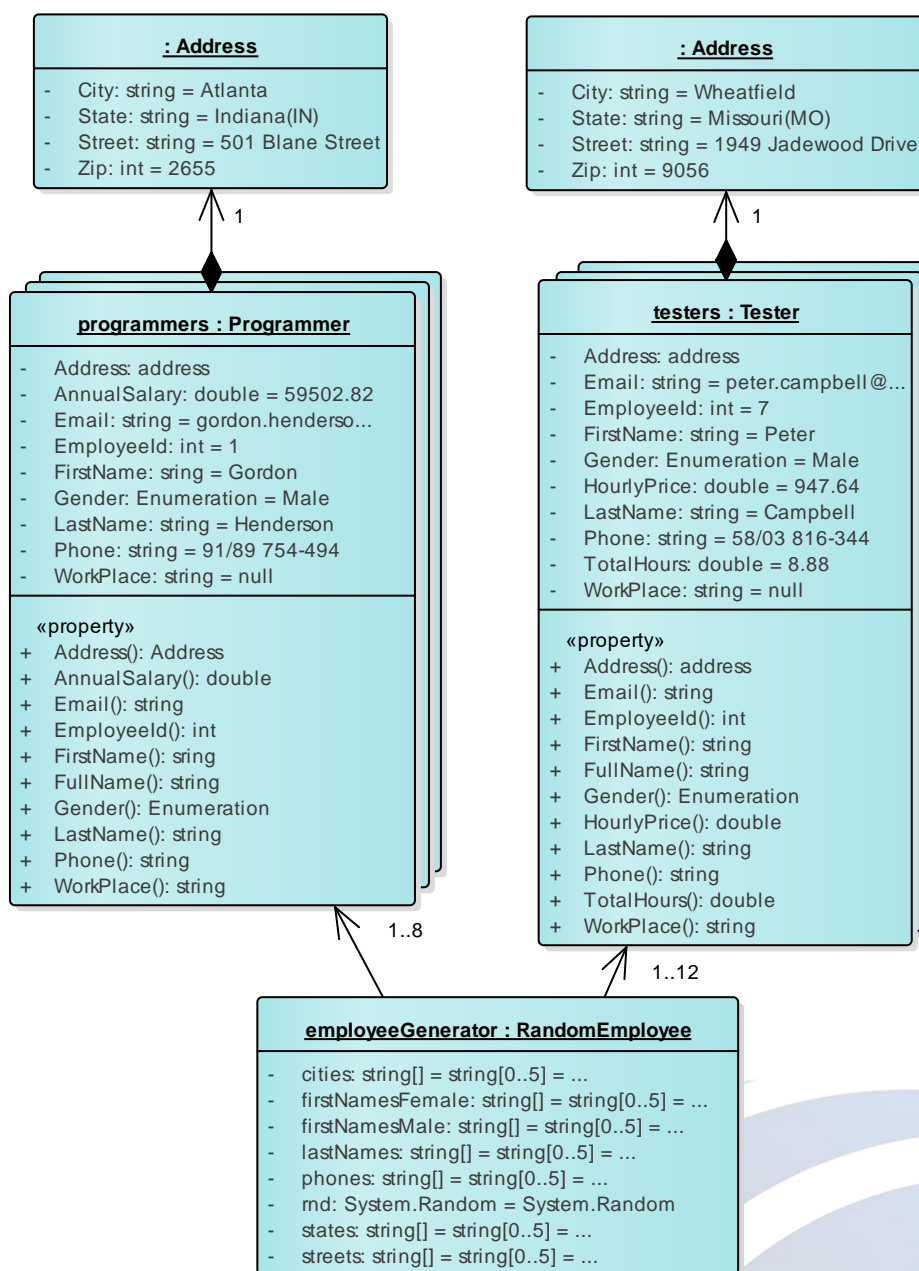 : Address
- City: string = Atlanta
- State: string = Indiana(IN)
- Street: string = 501 Blane Street
- Zip: int = 2655
1
programmers : Programmer
- Address: address
- AnnualSalary: double = 59502.82
- Email: string = gordon.henderso...
- EmployeeId: int = 1
- FirstName: sring = Gordon
- Gender: Enumeration = Male
- LastName: string = Henderson
- Phone: string = 91/89 754-494
- WorkPlace: string = null
«property»
+ Address(): Address
+ AnnualSalary(): double
+ Email(): string
+ EmployeeId(): int
+ FirstName(): sring
+ FullName(): string
+ Gender(): Enumeration
+ LastName(): string
+ Phone(): string
+ WorkPlace(): string
1..8
: Address
- City: string = Wheatfield
- State: string = Missouri(MO)
- Street: string = 1949 Jadewood Drive
- Zip: int = 9056
1
testers : Tester
- Address: address
- Email: string = peter.campbell@...
- EmployeeId: int = 7
- FirstName: string = Peter
- Gender: Enumeration = Male
- HourlyPrice: double = 947.64
- LastName: string = Campbell
- Phone: string = 58/03 816-344
- TotalHours: double = 8.88
- WorkPlace: string = null
«property»
+ Address(): address
+ Email(): string
+ EmployeeId(): int
+ FirstName(): string
+ FullName(): string
+ Gender(): Enumeration
+ HourlyPrice(): double
+ LastName(): string
+ Phone(): string
+ TotalHours(): double
+ WorkPlace(): string
1..12
employeeGenerator : RandomEmployee
- cities: string[] = string[0..5] = ...
- firstNamesFemale: string[] = string[0..5] = ...
- firstNamesMale: string[] = string[0..5] = ...
- lastNames: string[] = string[0..5] = ...
- phones: string[] = string[0..5] = ...
- rnd: System.Random = System.Random
- states: string[] = string[0..5] = ...
- streets: string[] = string[0..5] = ...